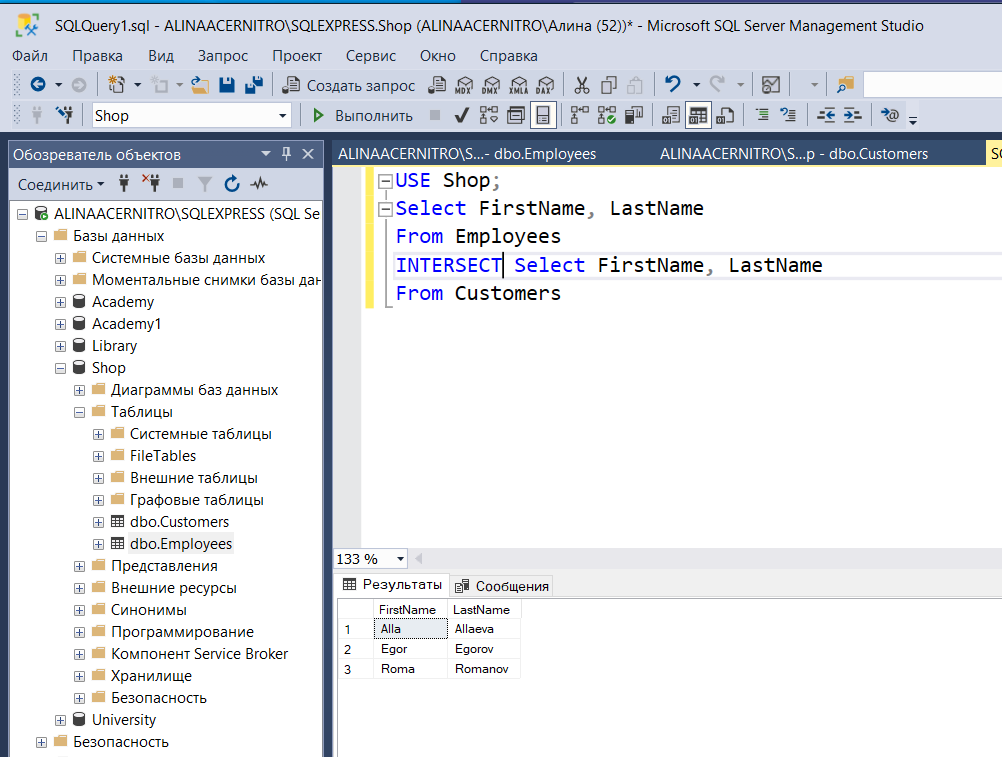 SQLQuery1.sql - ALINAACERNITRO\SQLEXPRESS.Shop (ALINAACERNITRO\Алина (52))* - Microsoft SQL Server Management Studio
Файл Правка Вид Запрос Проект Сервис Окно Справка
Создать запрос MDX DMX XMLA DAX
Shop Выполнить
Обозреватель объектов
Соединить
ALINAACERNITRO\SQLEXPRESS (SQL Se
Базы данных
Системные базы данных
Моментальные снимки базы дан
Academy
Academy1
Library
Shop
Диаграммы баз данных
Таблицы
Системные таблицы
FileTables
Внешние таблицы
Графовые таблицы
dbo.Customers
dbo.Employees
Представления
Внешние ресурсы
Синонимы
Программирование
Компонент Service Broker
Хранилище
Безопасность
University
Безопасность
ALINAACERNITRO\S...- dbo.Employees ALINAACERNITRO\S...p - dbo.Customers SQ
USE Shop;
Select FirstName, LastName
From Employees
INTERSECT Select FirstName, LastName
From Customers
133 %
Результаты Сообщения
FirstName LastName
1 Alla Allaeva
2 Egor Egorov
3 Roma Romanov